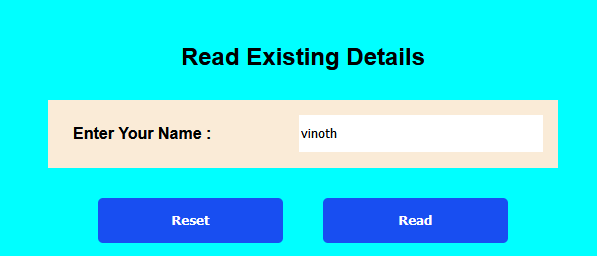 Read Existing Details
Enter Your Name : vinoth
Reset Read